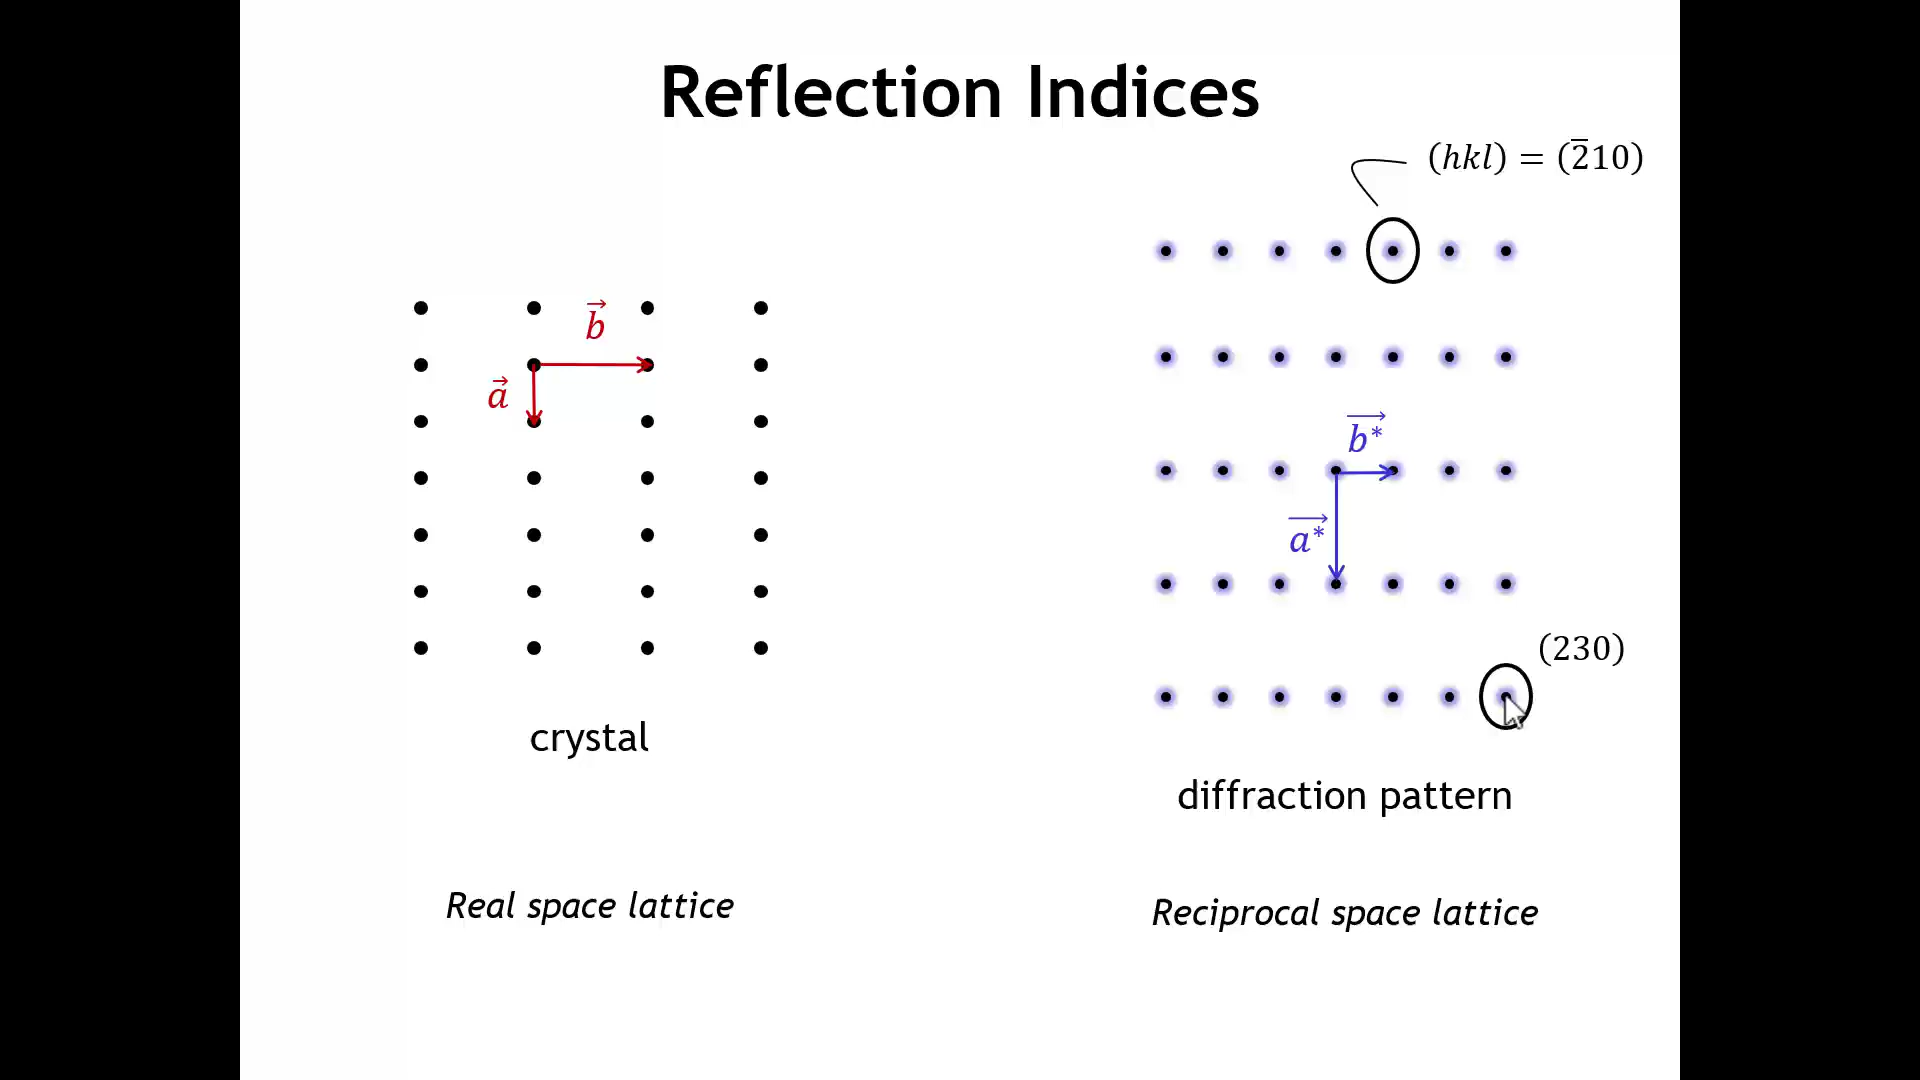 Reflection Indices
(hkl) = (2̅10)
b⃗
a⃗
b*⃗
a*⃗
(230)
crystal
diffraction pattern
Real space lattice
Reciprocal space lattice